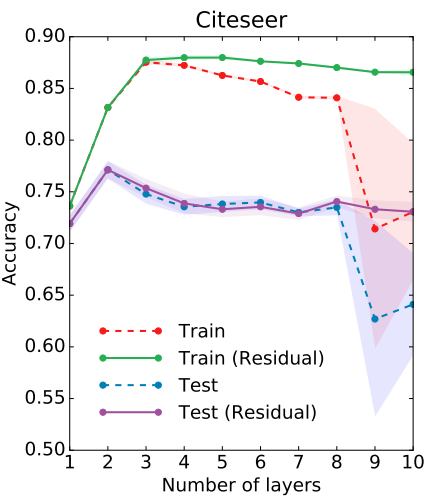 Citeseer
0.90
0.85
0.80
0.75
0.70
0.65
0.60
0.55
0.50
Accuracy
Train
Train (Residual)
Test
Test (Residual)
1 2 3 4 5 6 7 8 9 10
Number of layers